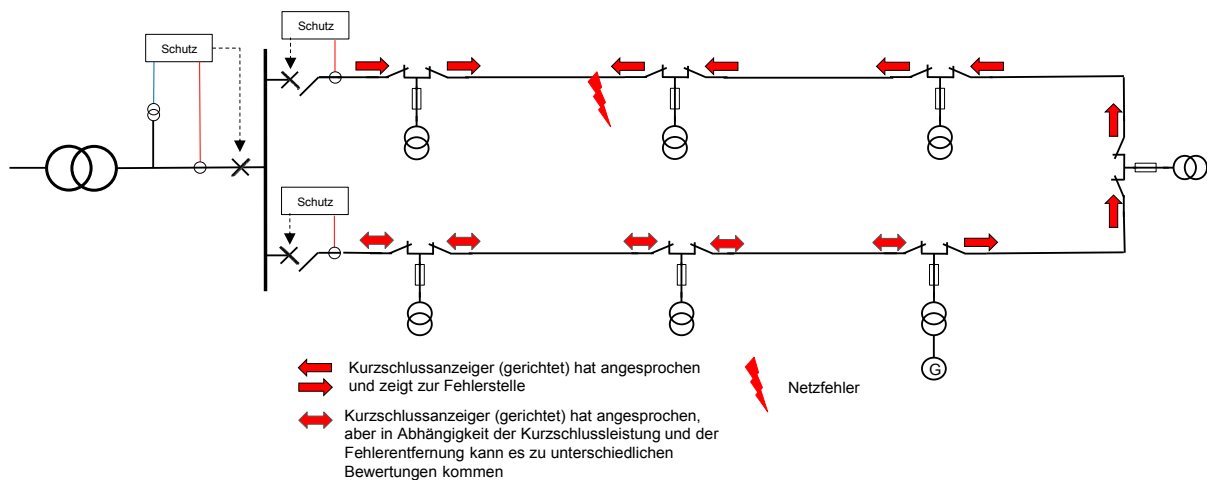 Schutz
Schutz
Schutz
G
Kurzschlussanzeiger (gerichtet) hat angesprochen
und zeigt zur Fehlerstelle
Netzfehler
Kurzschlussanzeiger (gerichtet) hat angesprochen,
aber in Abhängigkeit der Kurzschlussleistung und der
Fehlerentfernung kann es zu unterschiedlichen
Bewertungen kommen